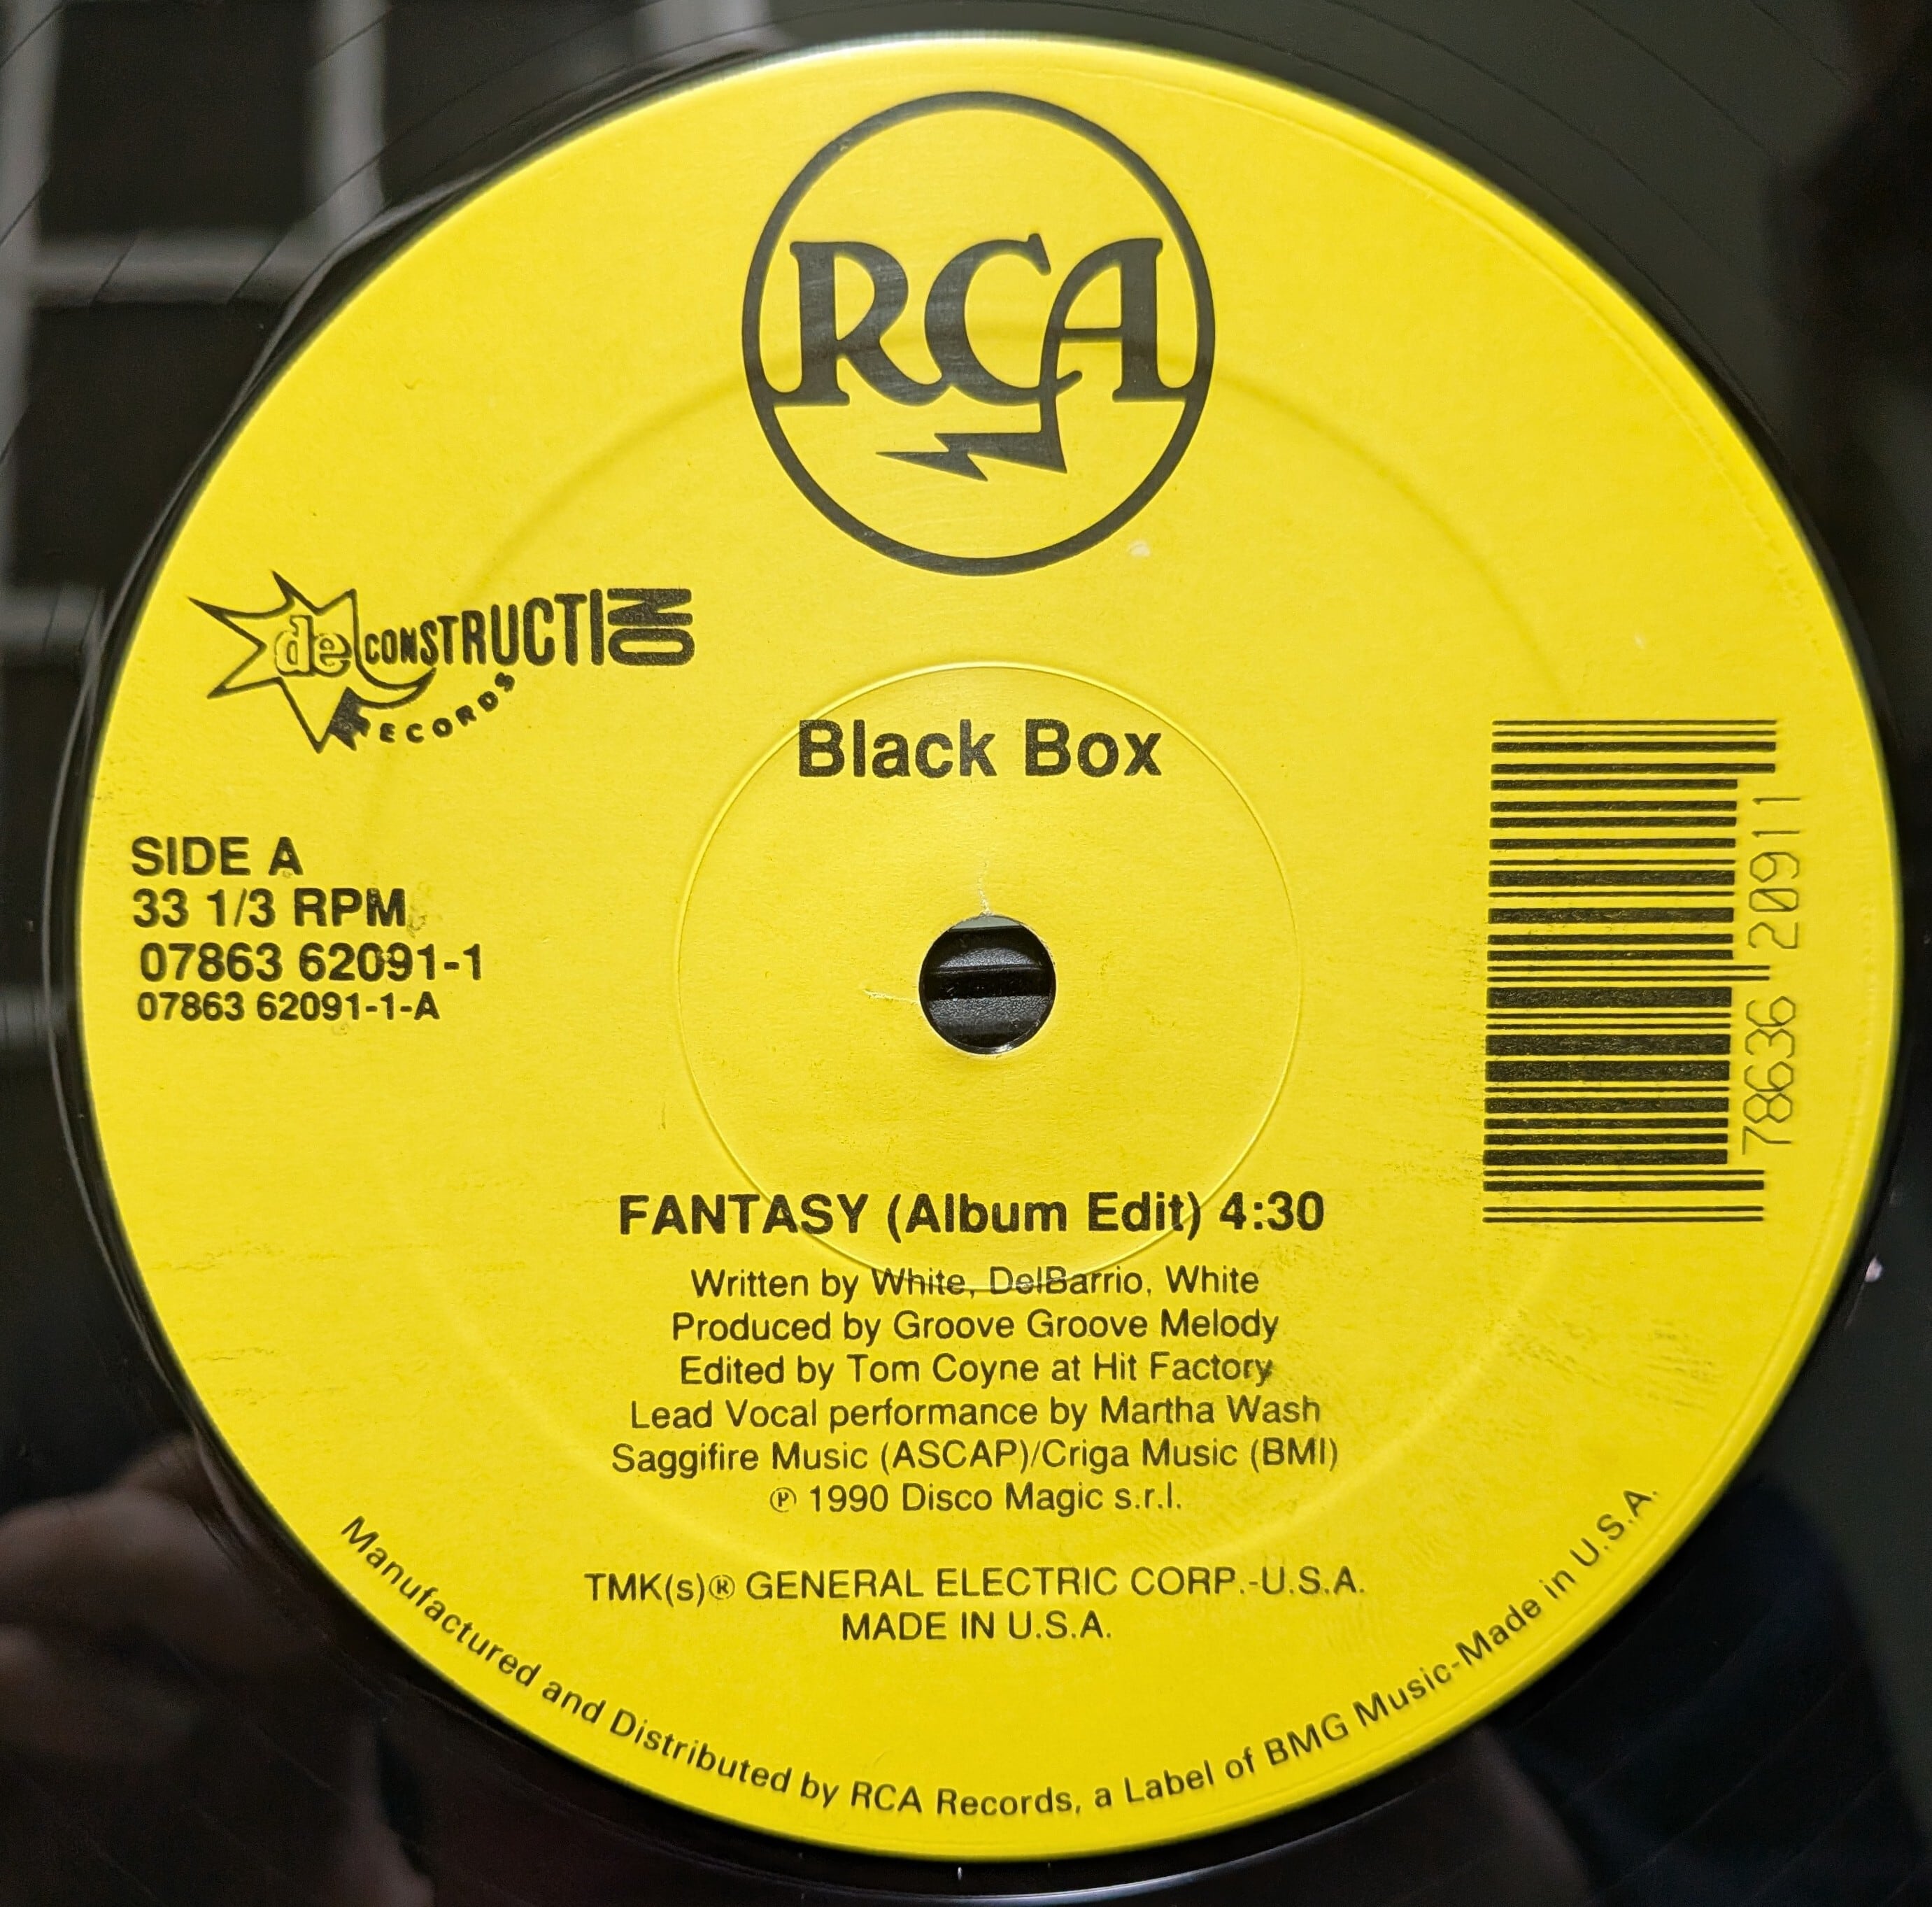 RCA
deCONSTRUCTION
RECORDS
Black Box
SIDE A
33 1/3 RPM
07863 62091-1
07863 62091-1-A
78636 20911
FANTASY (Album Edit) 4:30
Written by White, DelBarrio, White
Produced by Groove Groove Melody
Edited by Tom Coyne at Hit Factory
Lead Vocal performance by Martha Wash
Saggifire Music (ASCAP)/Criga Music (BMI)
℗ 1990 Disco Magic s.r.l.
TMK(s)® GENERAL ELECTRIC CORP.-U.S.A.
MADE IN U.S.A.
Manufactured and Distributed by RCA Records, a Label of BMG Music-Made in U.S.A.